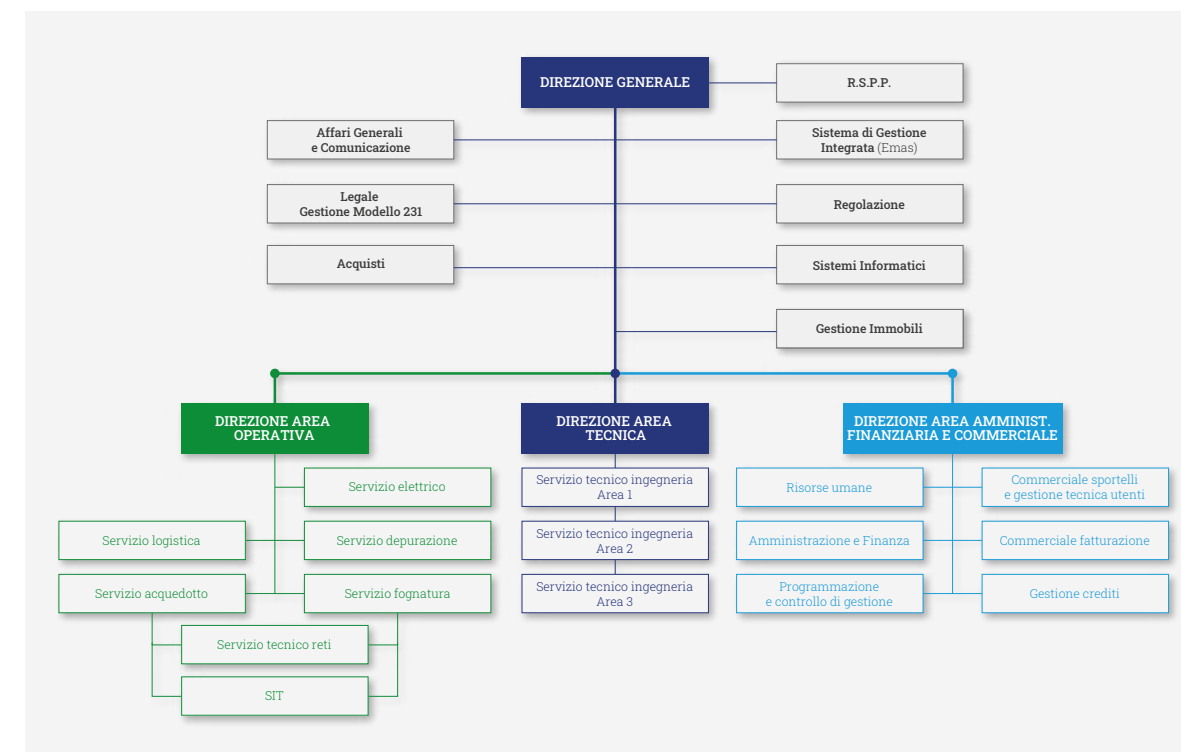 DIREZIONE GENERALE
R.S.P.P.
Affari Generali
e Comunicazione
Sistema di Gestione
Integrata (Emas)
Legale
Gestione Modello 231
Regolazione
Acquisti
Sistemi Informatici
Gestione Immobili
DIREZIONE AREA
OPERATIVA
DIREZIONE AREA
TECNICA
DIREZIONE AREA AMMINIST.
FINANZIARIA E COMMERCIALE
Servizio elettrico
Servizio logistica
Servizio depurazione
Servizio acquedotto
Servizio fognatura
Servizio tecnico reti
SIT
Servizio tecnico ingegneria
Area 1
Servizio tecnico ingegneria
Area 2
Servizio tecnico ingegneria
Area 3
Risorse umane
Commerciale sportelli
e gestione tecnica utenti
Amministrazione e Finanza
Commerciale fatturazione
Programmazione
e controllo di gestione
Gestione crediti